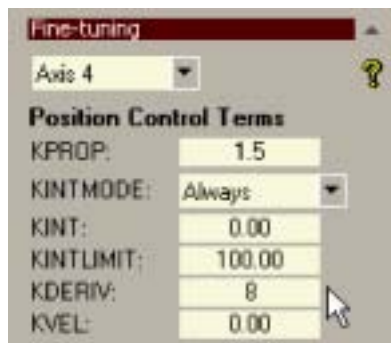 Fine-tuning
Axis 4
Position Control Terms
KPROP: 1.5
KINTMODE: Always
KINT: 0.00
KINTLIMIT: 100.00
KDERIV: 8
KVEL: 0.00